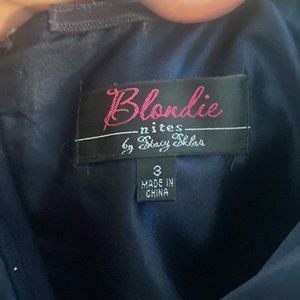 Blondie
nites
by Stacy Sklar
3
MADE IN
CHINA